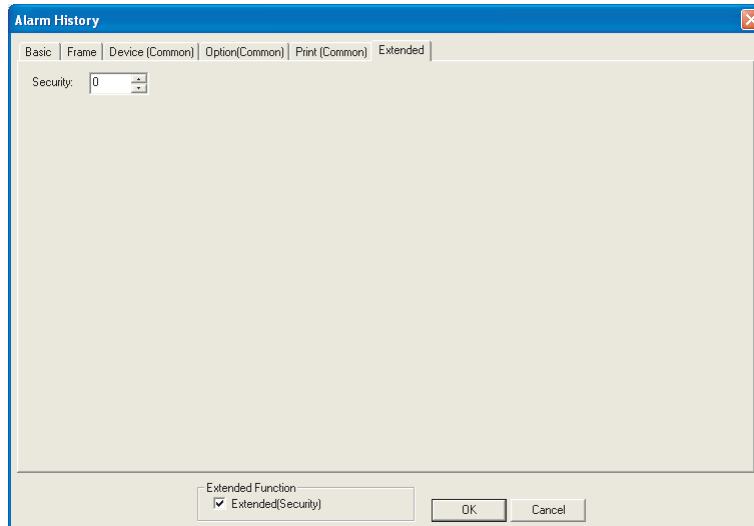 Alarm History
Basic Frame Device (Common) Option(Common) Print (Common) Extended
Security: 0
Extended Function
Extended(Security)
OK Cancel